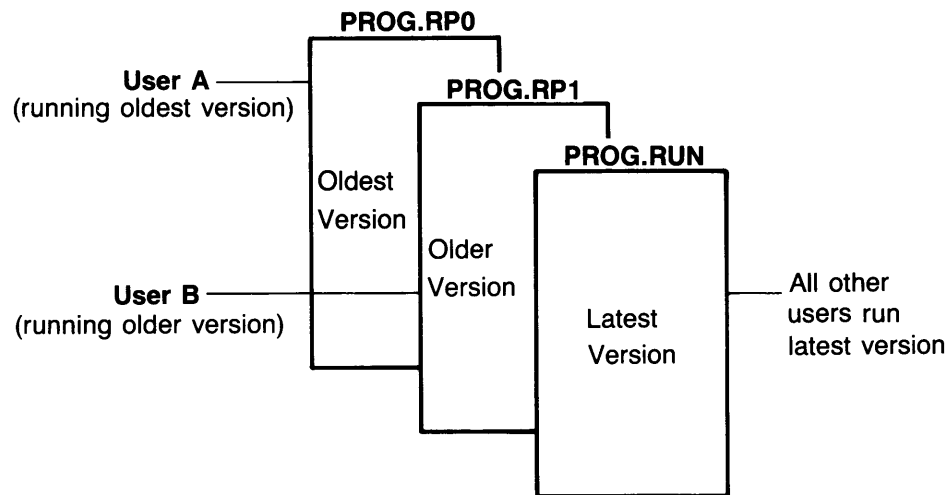 PROG.RP0
User A
(running oldest version)
PROG.RP1
PROG.RUN
Oldest
Version
Older
Version
User B
(running older version)
Latest
Version
All other
users run
latest version